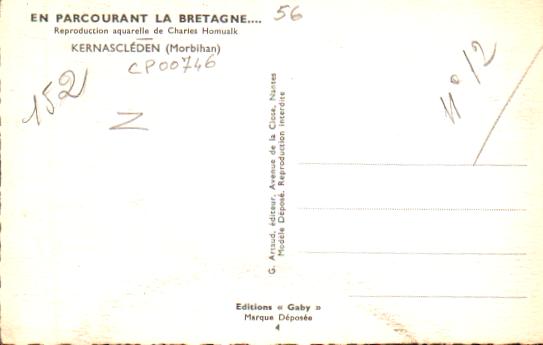 EN PARCOURANT LA BRETAGNE.... 56
Reproduction aquarelle de Charles Homualk
KERNASCLÉDEN (Morbihan)
CP00746
152
N
N° 12
G. Artaud, éditeur, Avenue de la Close, Nantes
Modèle Déposé. Reproduction interdite
Editions « Gaby »
Marque Déposée
4